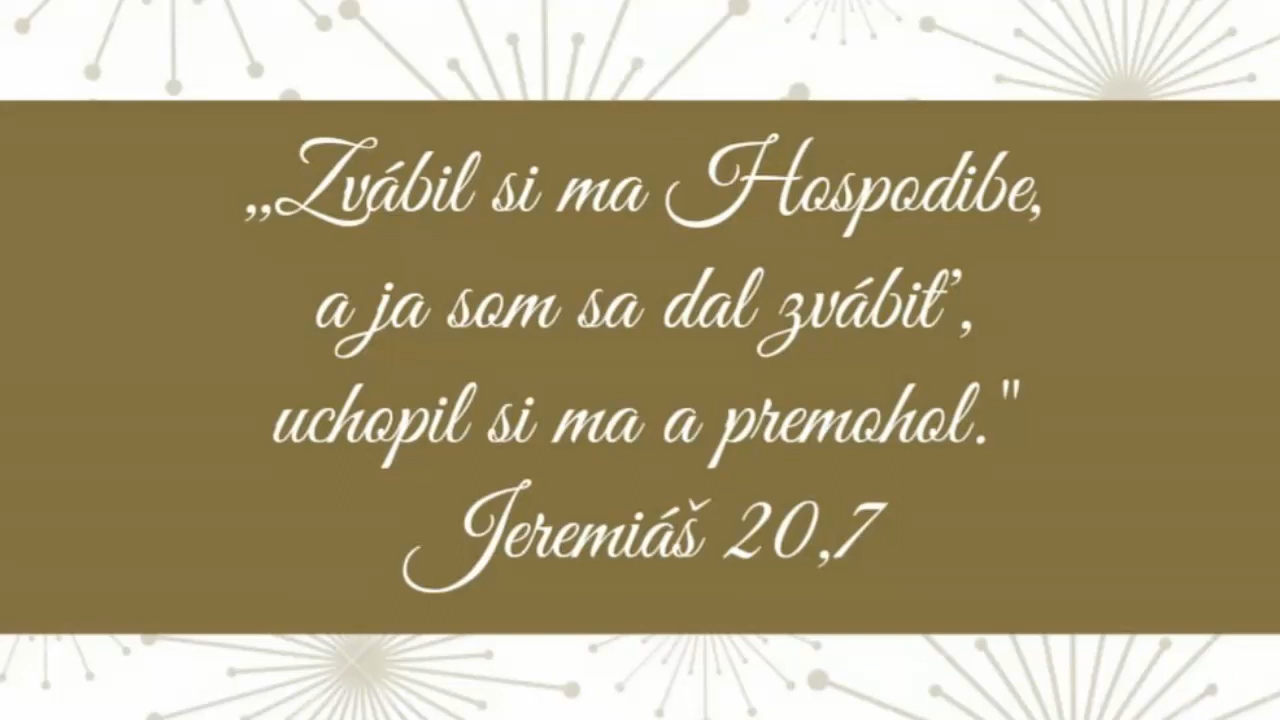 „Zvábil si ma Hospodibe,
a ja som sa dal zvábiť,
uchopil si ma a premohol."
Jeremiáš 20,7